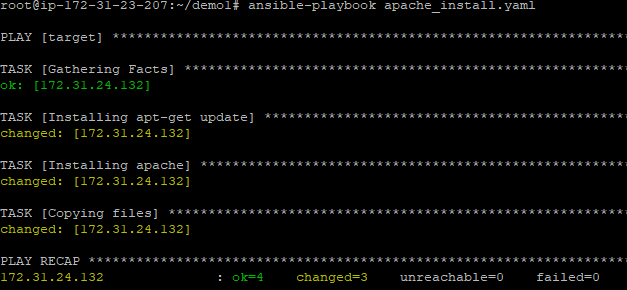 root@ip-172-31-23-207:~/demo1# ansible-playbook apache_install.yaml
PLAY [target] *****************************************************************
TASK [Gathering Facts] ********************************************************
ok: [172.31.24.132]
TASK [Installing apt-get update] **********************************************
changed: [172.31.24.132]
TASK [Installing apache] ******************************************************
changed: [172.31.24.132]
TASK [Copying files] **********************************************************
changed: [172.31.24.132]
PLAY RECAP ********************************************************************
172.31.24.132 : ok=4 changed=3 unreachable=0 failed=0